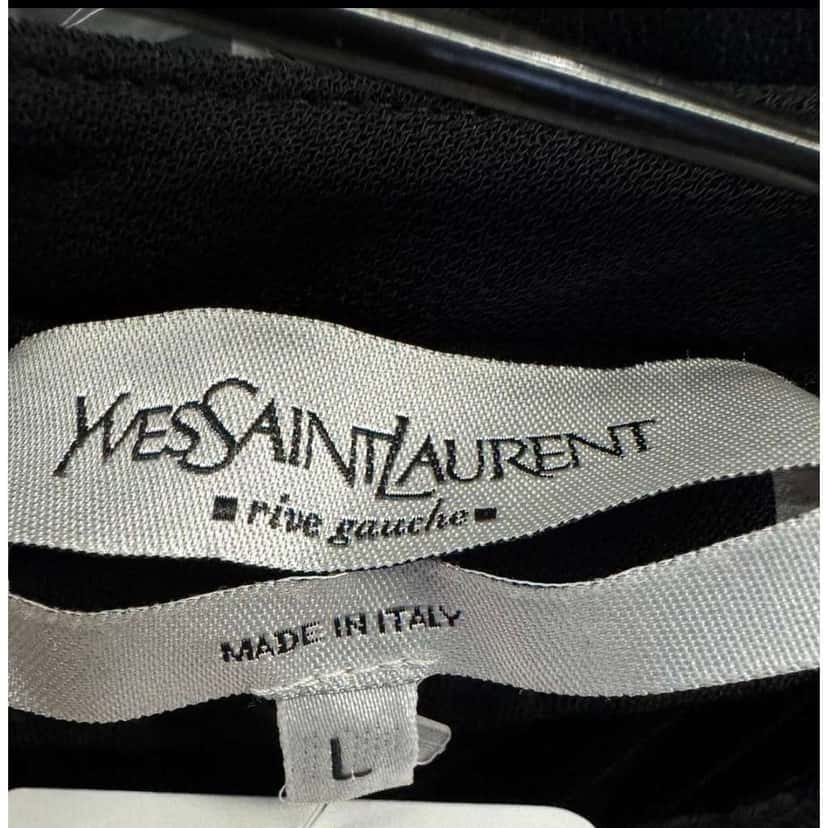 YVESSAINTLAURENT
rive gauche
MADE IN ITALY
L